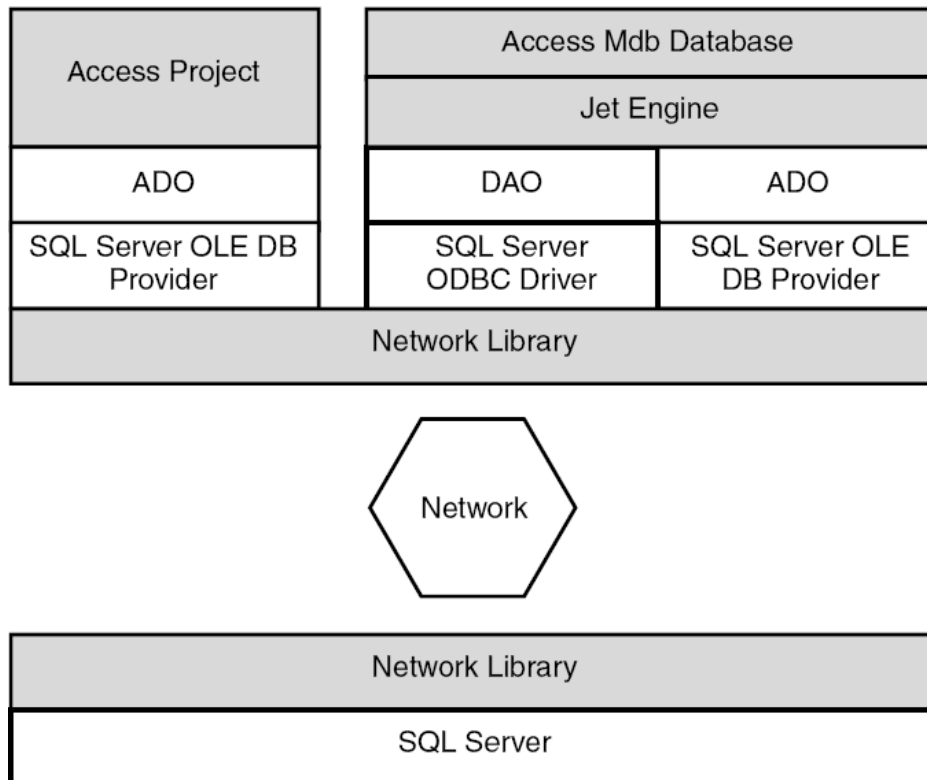 Access Project
Access Mdb Database
Jet Engine
ADO
DAO
ADO
SQL Server OLE DB
Provider
SQL Server
ODBC Driver
SQL Server OLE
DB Provider
Network Library
Network
Network Library
SQL Server